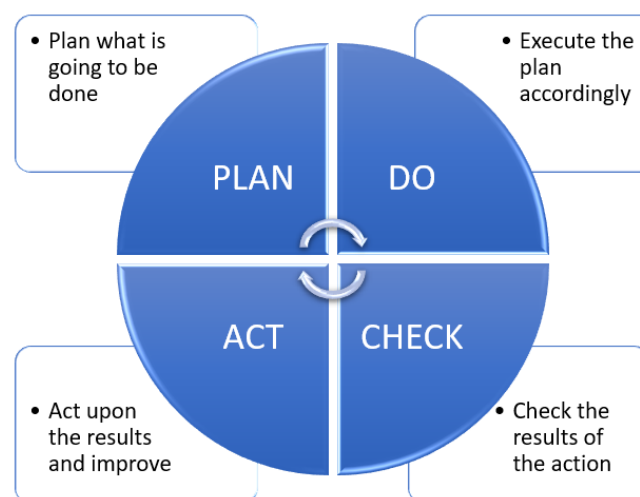 • Plan what is
going to be
done
• Execute the
plan
accordingly
PLAN
DO
ACT
CHECK
• Act upon
the results
and improve
• Check the
results of
the action